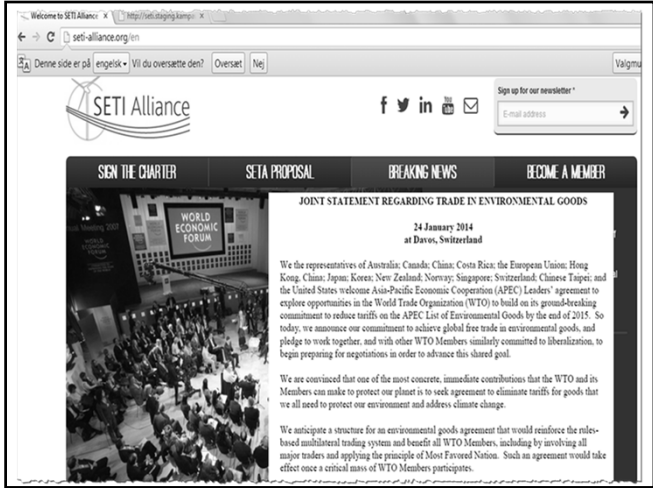 Welcome to SETI Alliance x
http://seti.staging.kampa x
seti-alliance.org/en
Denne side er på engelsk Vil du oversætte den? Oversæt Nej Valgmu
SETI Alliance
Sign up for our newsletter *
f in You Tube
E-mail address
SIGN THE CHARTER SETA PROPOSAL BREAKING NEWS BECOME A MEMBER
WORLD
ECONOMIC
FORUM
JOINT STATEMENT REGARDING TRADE IN ENVIRONMENTAL GOODS
24 January 2014
at Davos, Switzerland
We the representatives of Australia; Canada; China; Costa Rica; the European Union; Hong
Kong, China; Japan; Korea; New Zealand; Norway; Singapore; Switzerland; Chinese Taipei; and
the United States welcome Asia-Pacific Economic Cooperation (APEC) Leaders' agreement to
explore opportunities in the World Trade Organization (WTO) to build on its ground-breaking
commitment to reduce tariffs on the APEC List of Environmental Goods by the end of 2015. So
today, we announce our commitment to achieve global free trade in environmental goods, and
pledge to work together, and with other WTO Members similarly committed to liberalization, to
begin preparing for negotiations in order to advance this shared goal.
We are convinced that one of the most concrete, immediate contributions that the WTO and its
Members can make to protect our planet is to seek agreement to eliminate tariffs for goods that
we all need to protect our environment and address climate change.
We anticipate a structure for an environmental goods agreement that would reinforce the rules-
based multilateral trading system and benefit all WTO Members, including by involving all
major traders and applying the principle of Most Favored Nation. Such an agreement would take
effect once a critical mass of WTO Members participates.